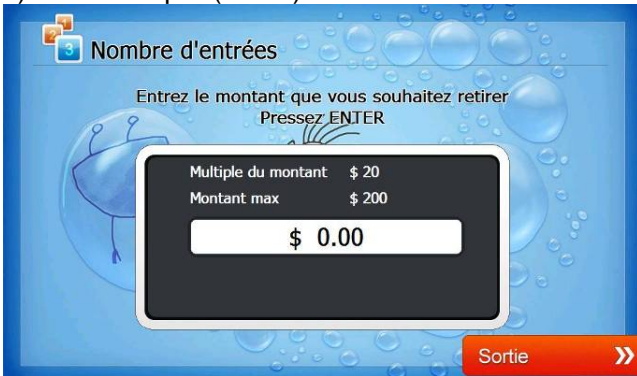 Nombre d'entrées
Entrez le montant que vous souhaitez retirer
Pressez ENTER
Multiple du montant $ 20
Montant max $ 200
$ 0.00
Sortie